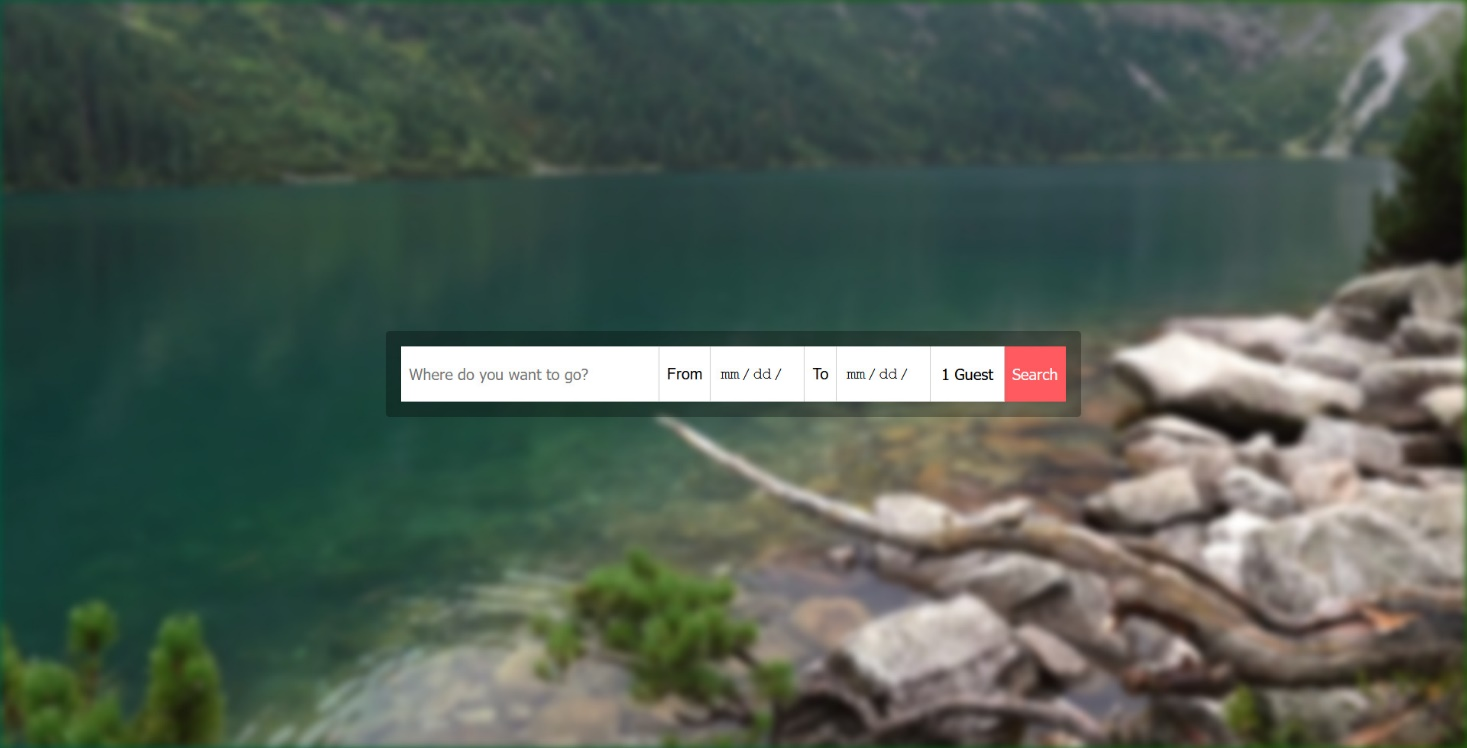 Where do you want to go? From mm / dd / To mm / dd / 1 Guest Search